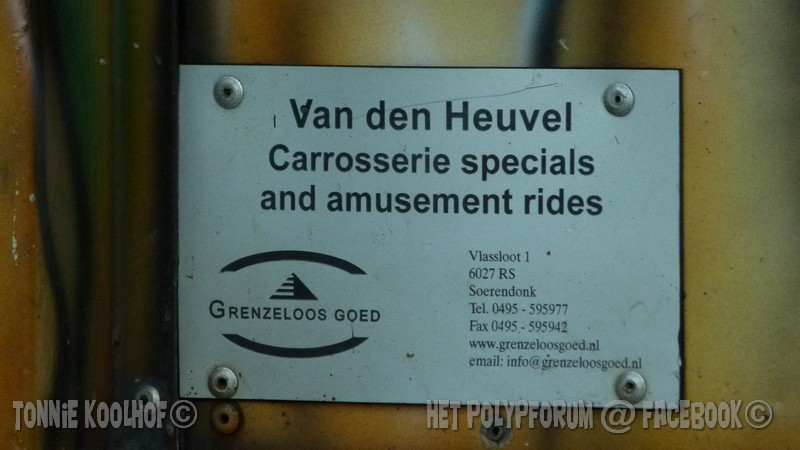 Van den Heuvel
Carrosserie specials
and amusement rides
GRENZELOOS GOED
Vlassloot 1
6027 RS
Soerendonk
Tel. 0495 - 595977
Fax 0495 - 595942
www.grenzeloosgoed.nl
email: info@grenzeloosgoed.nl
TONNiE KOOLHOF©
HET POLYPFORUM @ FACEBOOK©